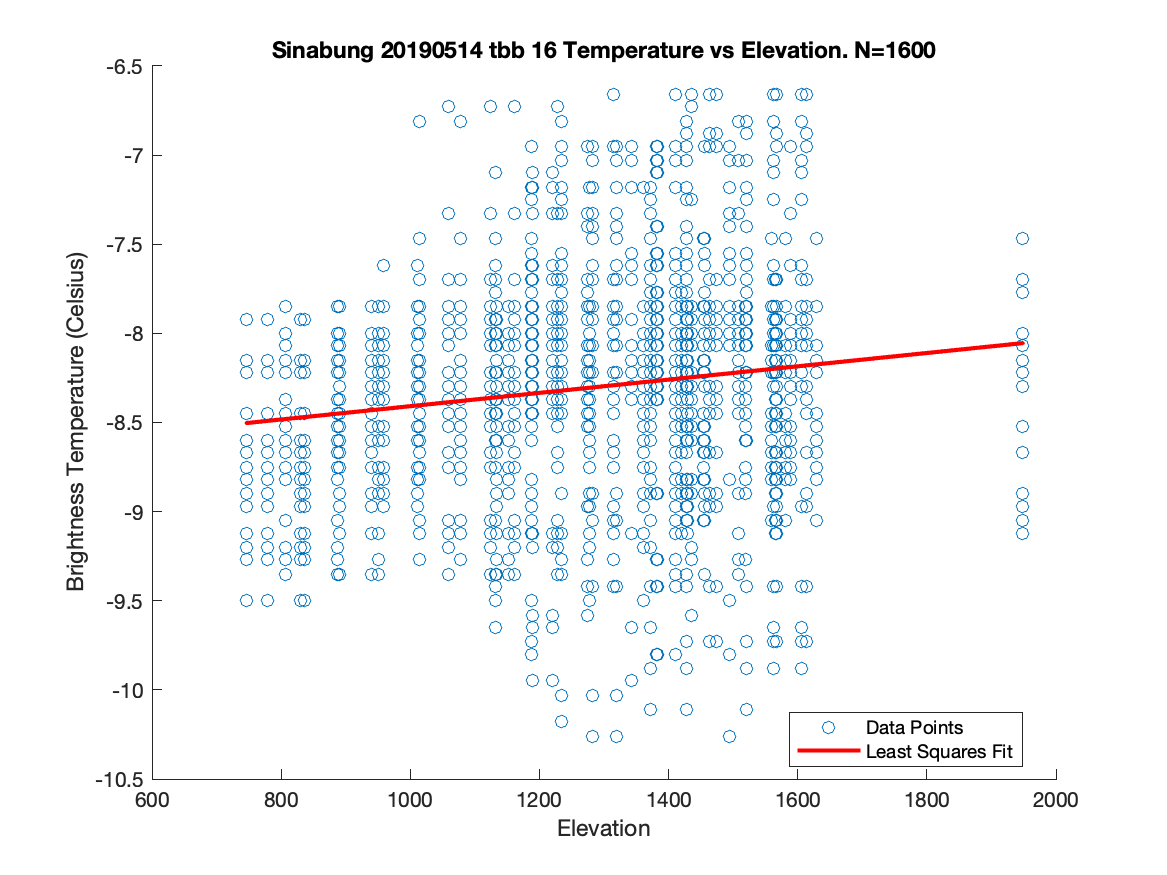 Sinabung 20190514 tbb 16 Temperature vs Elevation. N=1600
-6.5
-7
-7.5
-8
-8.5
-9
-9.5
-10
-10.5
Brightness Temperature (Celsius)
Data Points
Least Squares Fit
600 800 1000 1200 1400 1600 1800 2000
Elevation